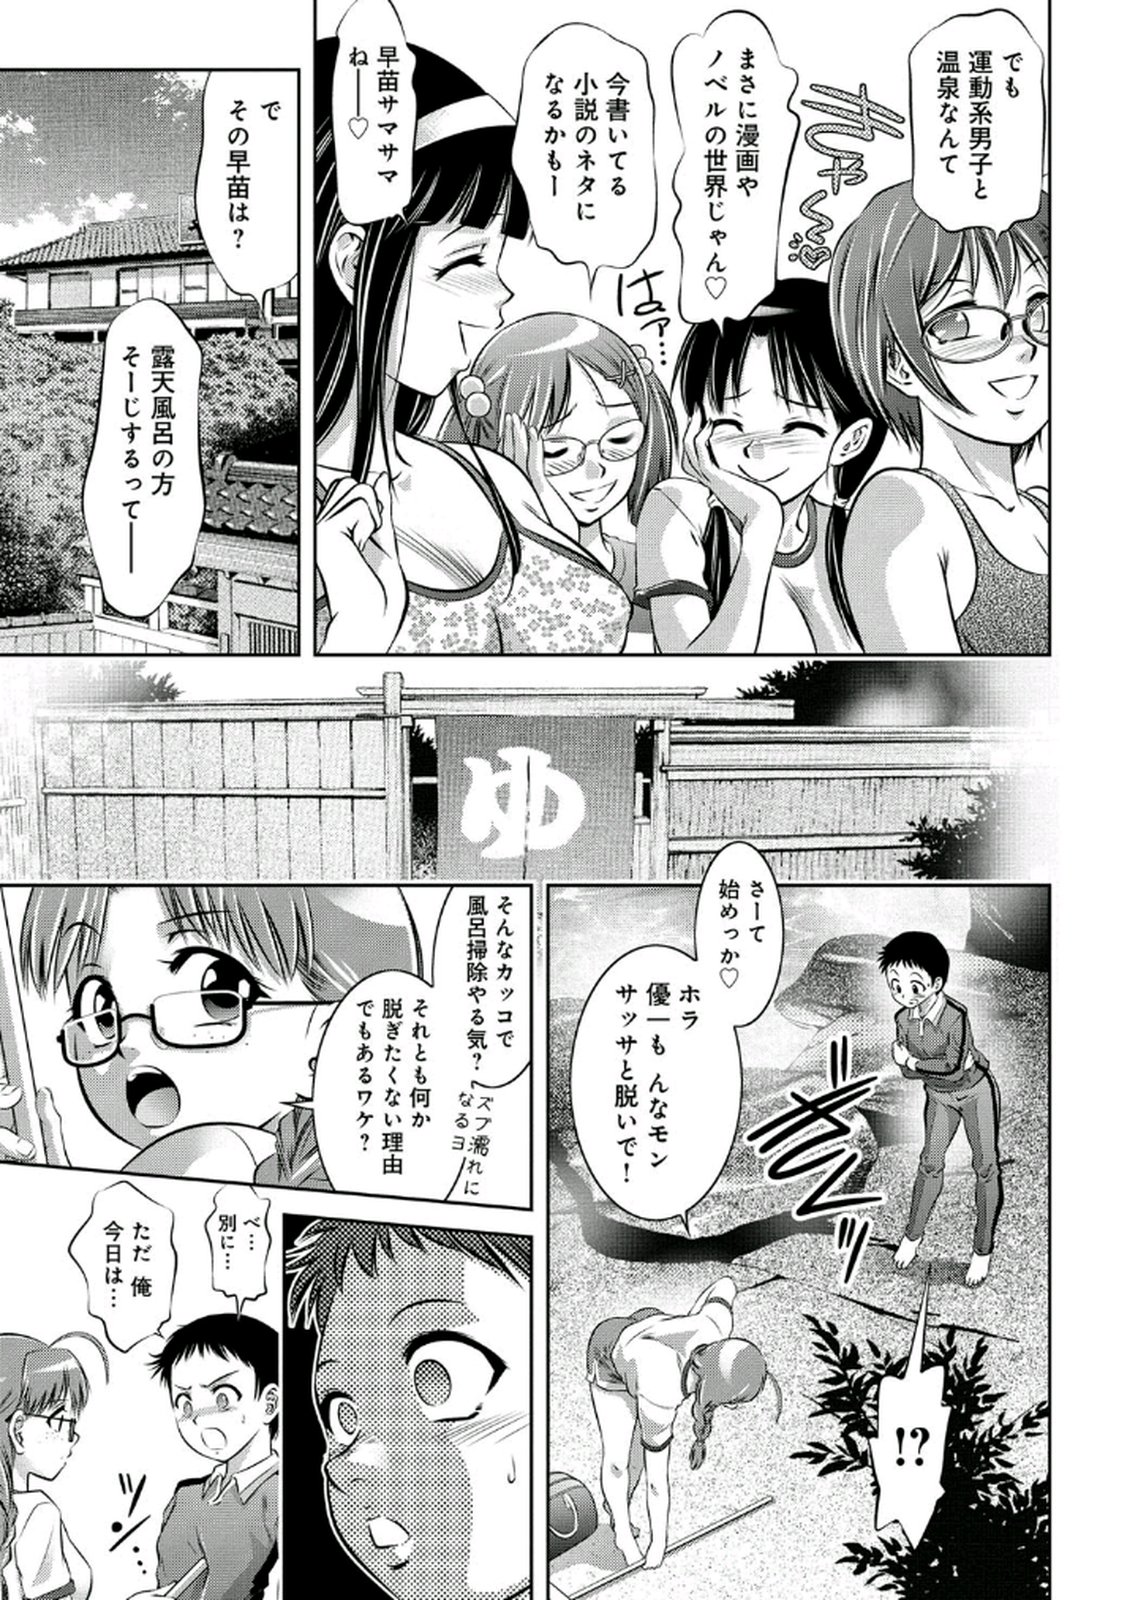 でも
運動系男子と
温泉なんて
きゃ〜く♡
まさに漫画や
ノベルの世界じゃん♡
今書いてる
小説のネタに
なるかもー
はァ…
早苗サマサマ
ねーー♡
で
その早苗は？
露天風呂の方
そーじするってーー
ゆ
さーて
始めっか♡
ホラ
優一も んなモン
サッサと脱いで！
！？
そんなカッコで
風呂掃除やる気？
ズブ濡れに
なるヨ
それとも何か
脱ぎたくない理由
でもあるワケ？
べ…
別に…
ただ 俺
今日は…